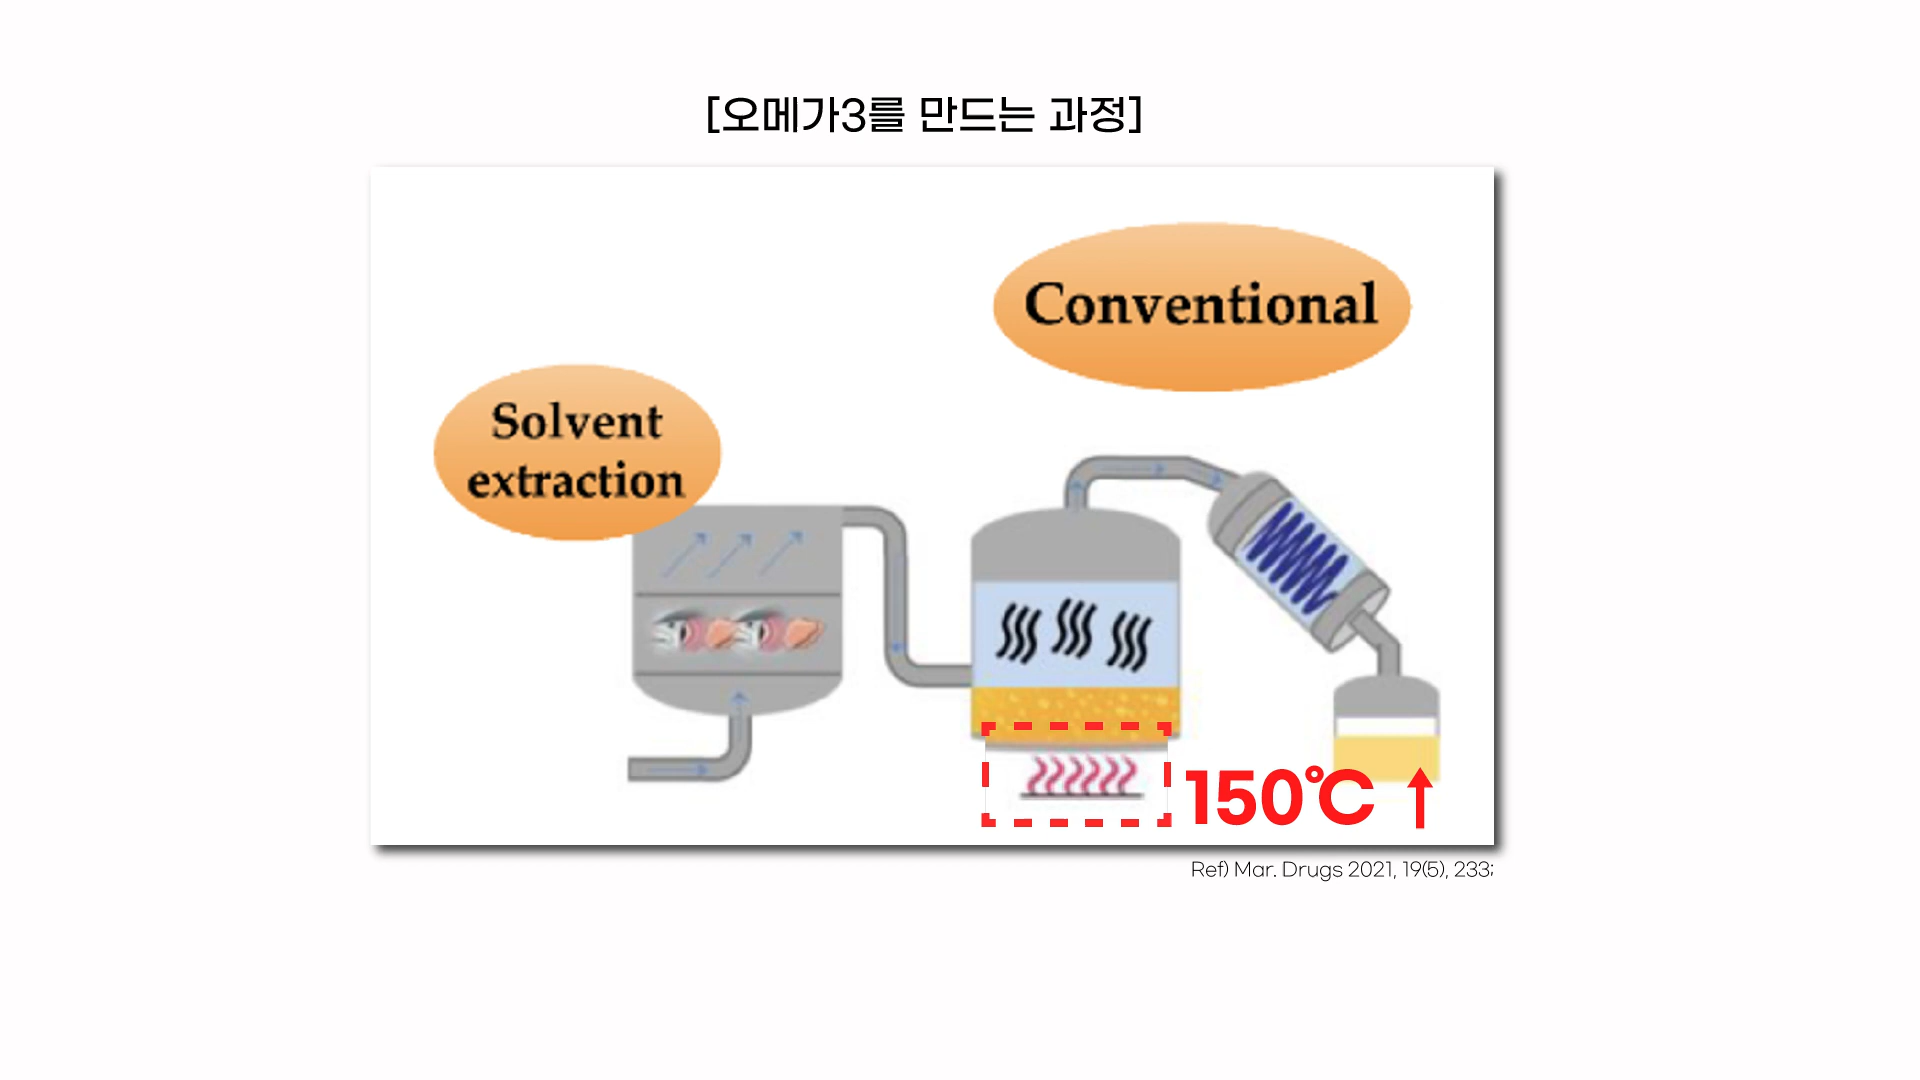 [오메가3를 만드는 과정]
Conventional
Solvent
extraction
150℃ ↑
Ref) Mar. Drugs 2021, 19(5), 233;